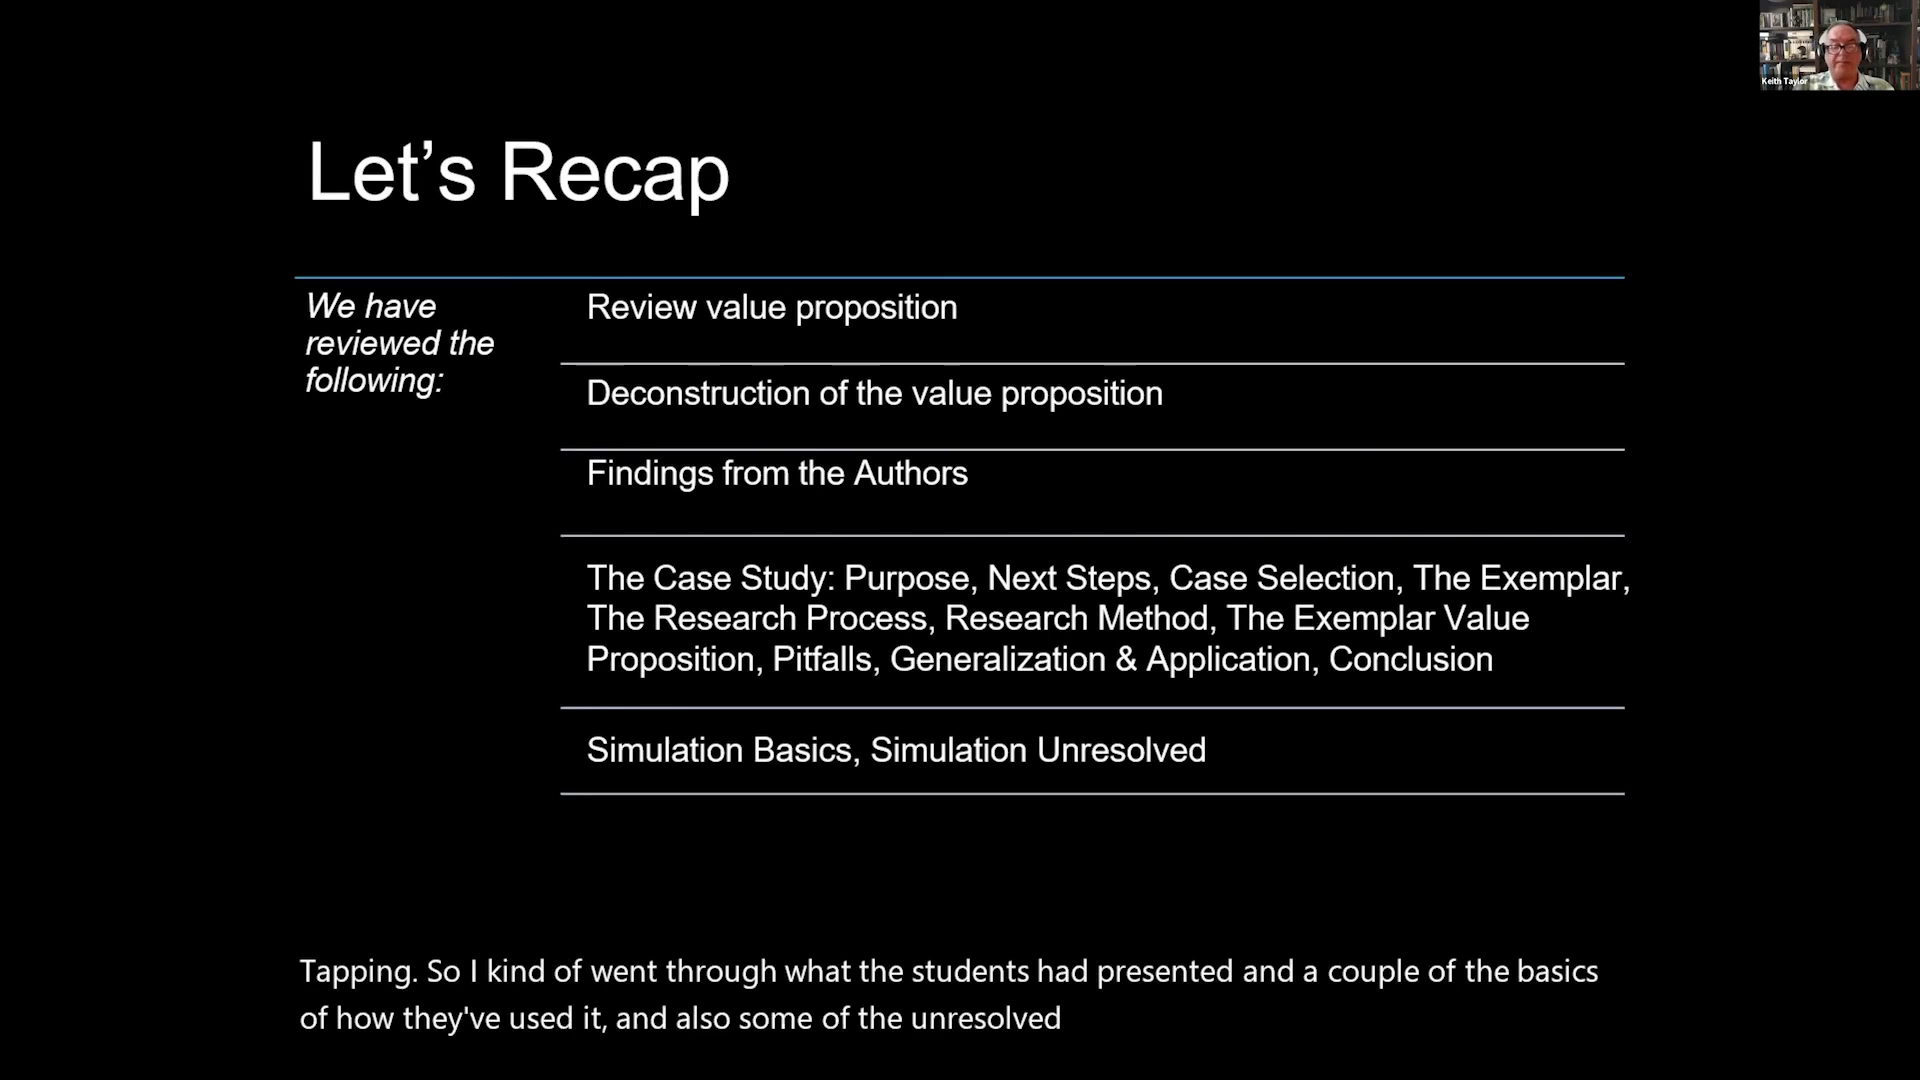 Keith Taylor
Let’s Recap
We have
reviewed the
following:
Review value proposition
Deconstruction of the value proposition
Findings from the Authors
The Case Study: Purpose, Next Steps, Case Selection, The Exemplar,
The Research Process, Research Method, The Exemplar Value
Proposition, Pitfalls, Generalization & Application, Conclusion
Simulation Basics, Simulation Unresolved
Tapping. So I kind of went through what the students had presented and a couple of the basics
of how they've used it, and also some of the unresolved